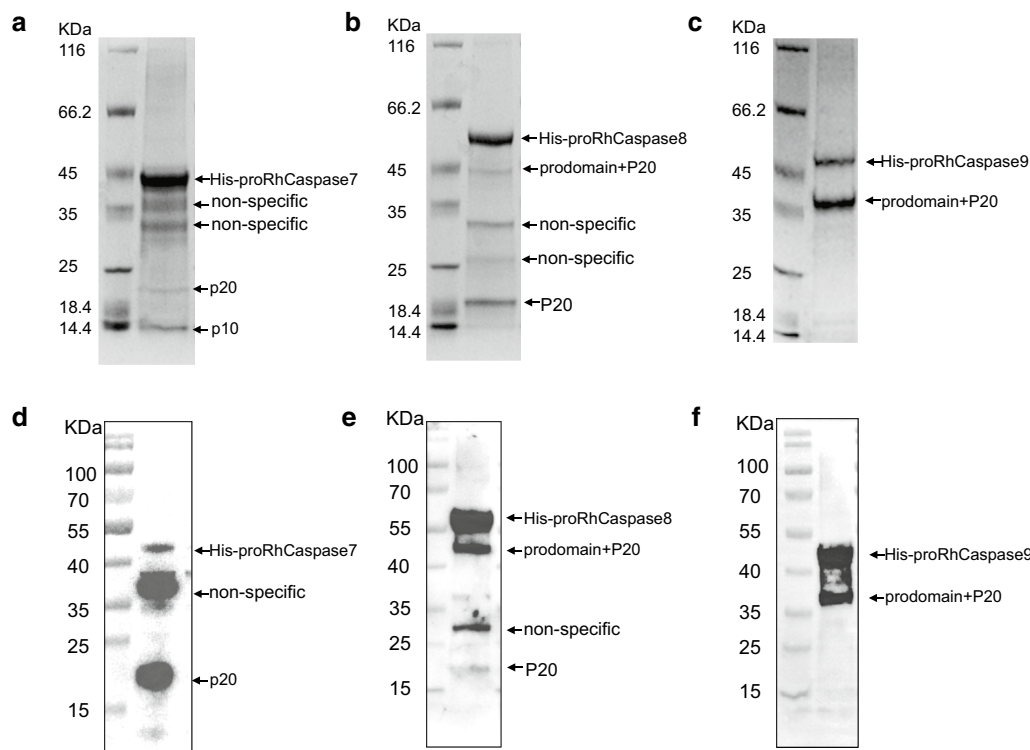 a
KDa
116
66.2
45
35
25
18.4
14.4
His-proRhCaspase7
non-specific
non-specific
p20
p10
b
KDa
116
66.2
45
35
25
18.4
14.4
His-proRhCaspase8
prodomain+P20
non-specific
non-specific
P20
c
KDa
116
66.2
45
35
25
18.4
14.4
His-proRhCaspase9
prodomain+P20
d
KDa
100
70
55
40
35
25
15
His-proRhCaspase7
non-specific
p20
e
KDa
100
70
55
40
35
25
15
His-proRhCaspase8
prodomain+P20
non-specific
P20
f
KDa
100
70
55
40
35
25
15
His-proRhCaspase9
prodomain+P20